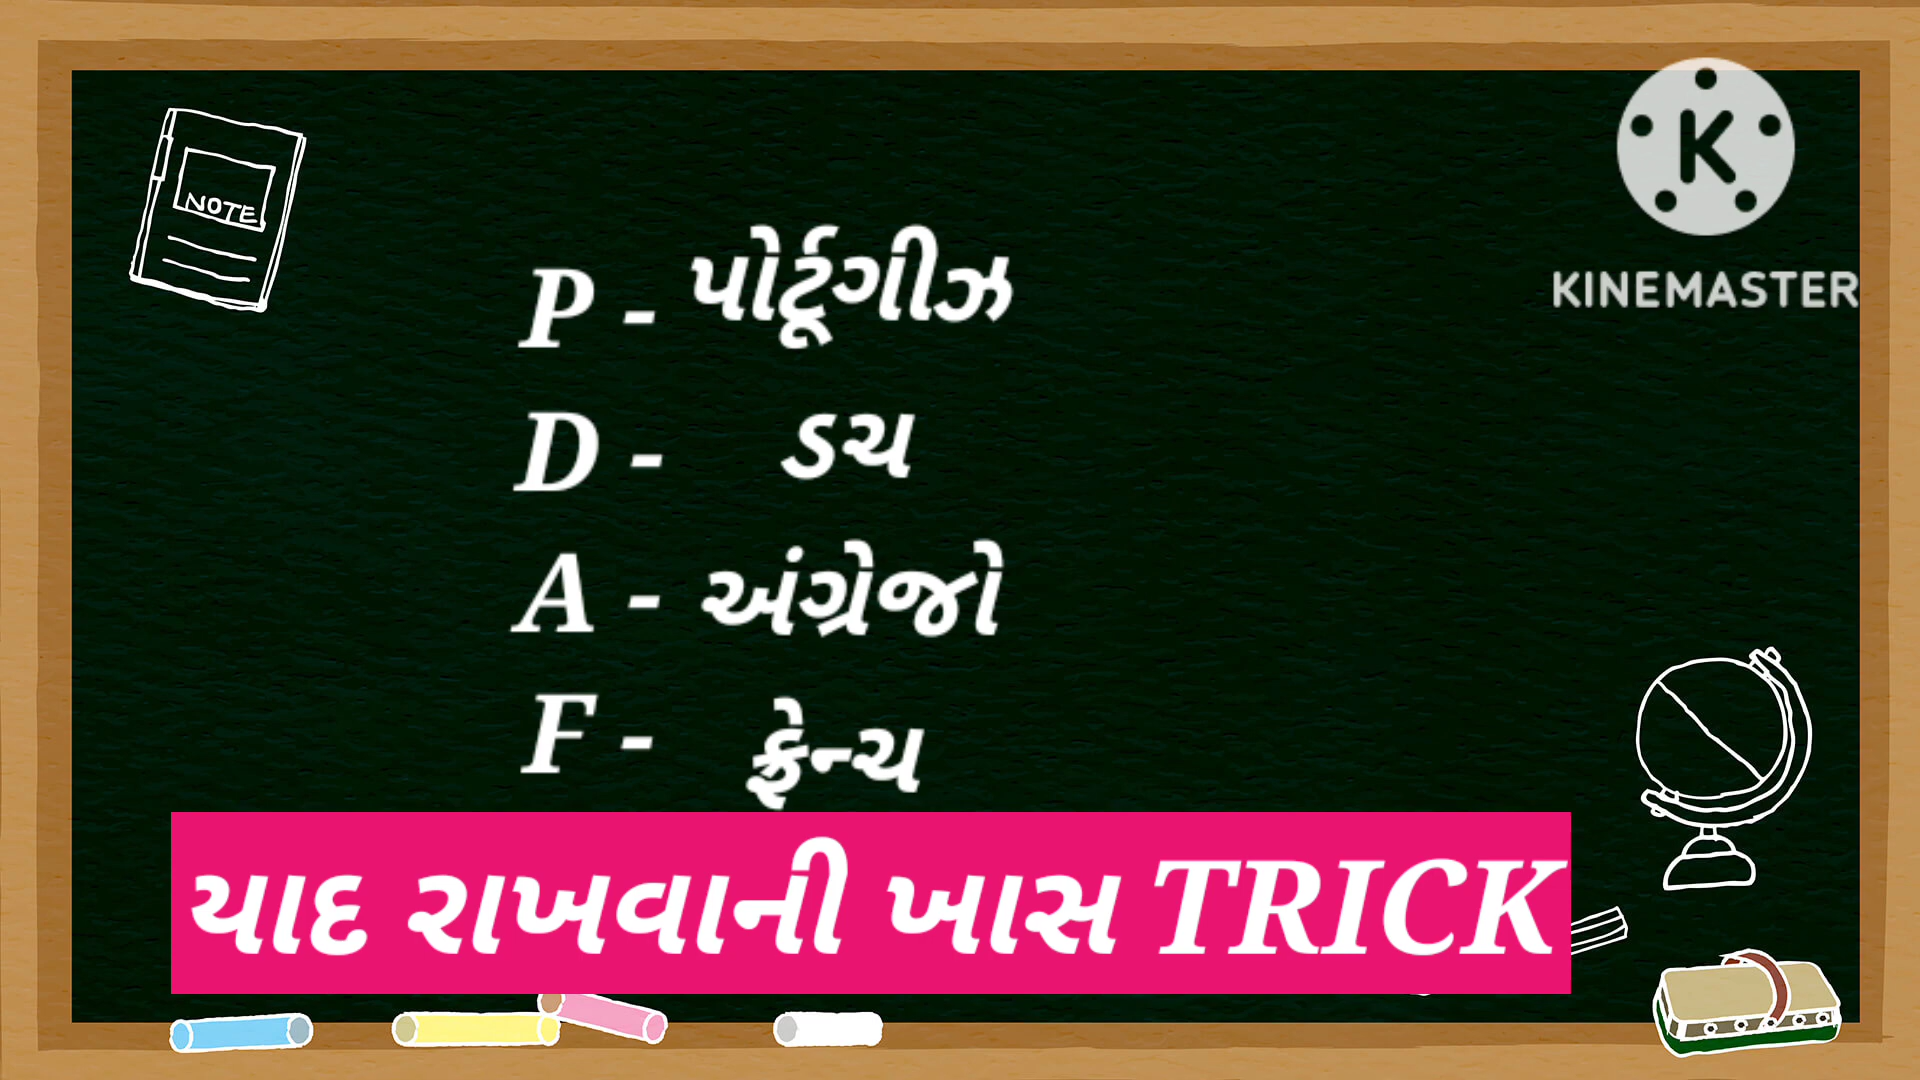 NOTE
K
KINEMASTER
P - પોર્ટૂગીઝ
D - ડચ
A - અંગ્રેજો
F - ફ્રેન્ચ
યાદ રાખવાની ખાસ TRICK